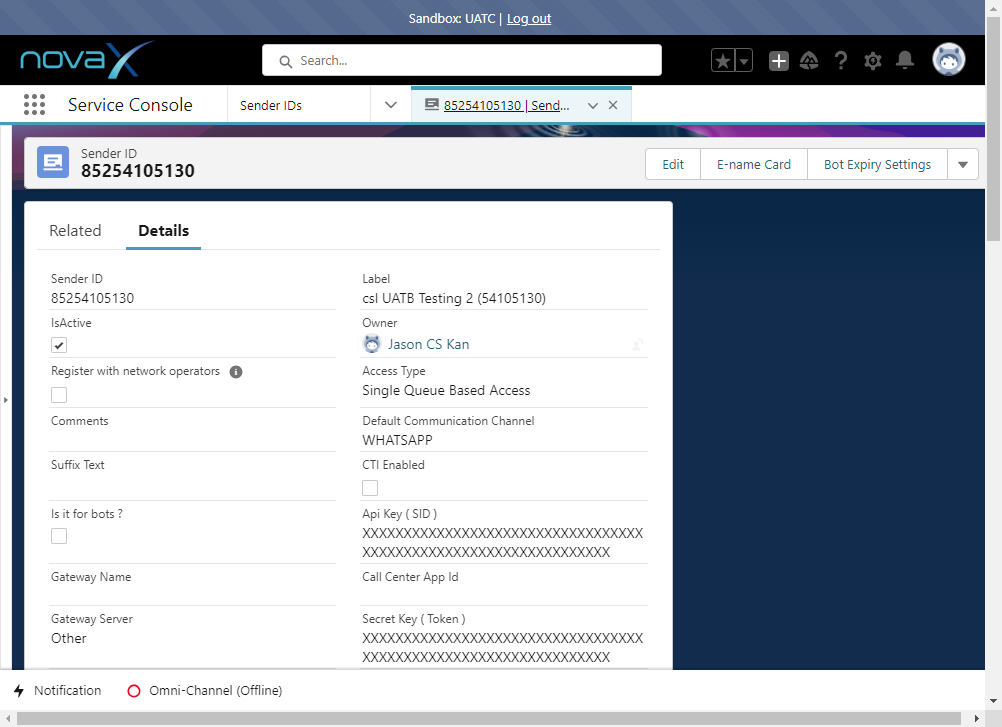 Sandbox: UATC | Log out
novaX
Search...
Service Console
Sender IDs
85254105130 | Send...
Sender ID
85254105130
Edit
E-name Card
Bot Expiry Settings
Related
Details
Sender ID
85254105130
Label
csl UATB Testing 2 (54105130)
IsActive
Owner
Jason CS Kan
Register with network operators
Access Type
Single Queue Based Access
Comments
Default Communication Channel
WHATSAPP
Suffix Text
CTI Enabled
Is it for bots ?
Api Key ( SID )
XXXXXXXXXXXXXXXXXXXXXXXXXXXXXXXXXX
XXXXXXXXXXXXXXXXXXXXXXXXXXXXXX
Gateway Name
Call Center App Id
Gateway Server
Other
Secret Key ( Token )
XXXXXXXXXXXXXXXXXXXXXXXXXXXXXXXXXX
XXXXXXXXXXXXXXXXXXXXXXXXXXXXXX
Notification
Omni-Channel (Offline)